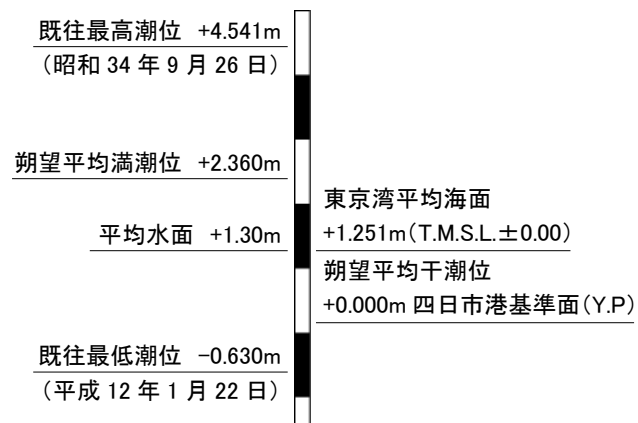 既往最高潮位 +4.541m
（昭和 34 年 9 月 26 日）
朔望平均満潮位 +2.360m
東京湾平均海面
平均水面 +1.30m
+1.251m（T.M.S.L.±0.00）
朔望平均干潮位
+0.000m 四日市港基準面（Y.P）
既往最低潮位 −0.630m
（平成 12 年 1 月 22 日）